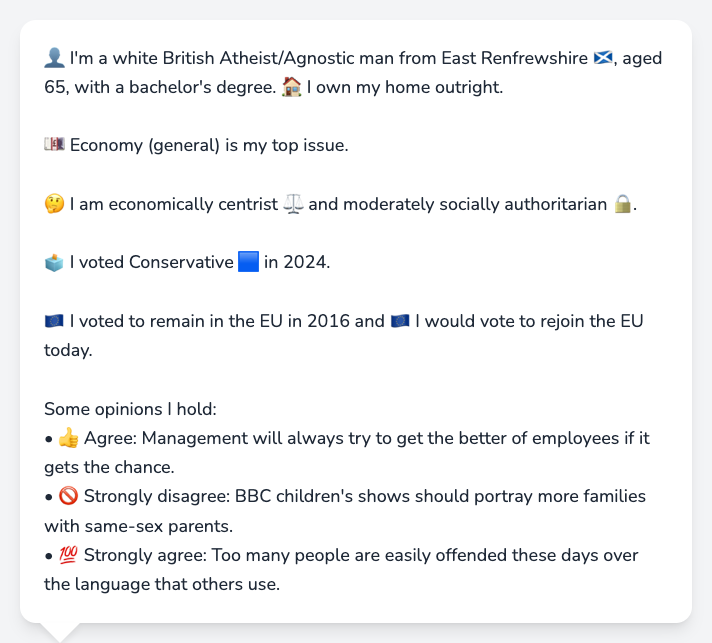 👤 I'm a white British Atheist/Agnostic man from East Renfrewshire 🏴󠁧󠁢󠁳󠁣󠁴󠁿, aged
65, with a bachelor's degree. 🏠 I own my home outright.
💷 Economy (general) is my top issue.
🤔 I am economically centrist ⚖️ and moderately socially authoritarian 🔒.
🗳️ I voted Conservative 🟦 in 2024.
🇪🇺 I voted to remain in the EU in 2016 and 🇪🇺 I would vote to rejoin the EU
today.
Some opinions I hold:
• 👍 Agree: Management will always try to get the better of employees if it
gets the chance.
• 🚫 Strongly disagree: BBC children's shows should portray more families
with same-sex parents.
• 💯 Strongly agree: Too many people are easily offended these days over
the language that others use.